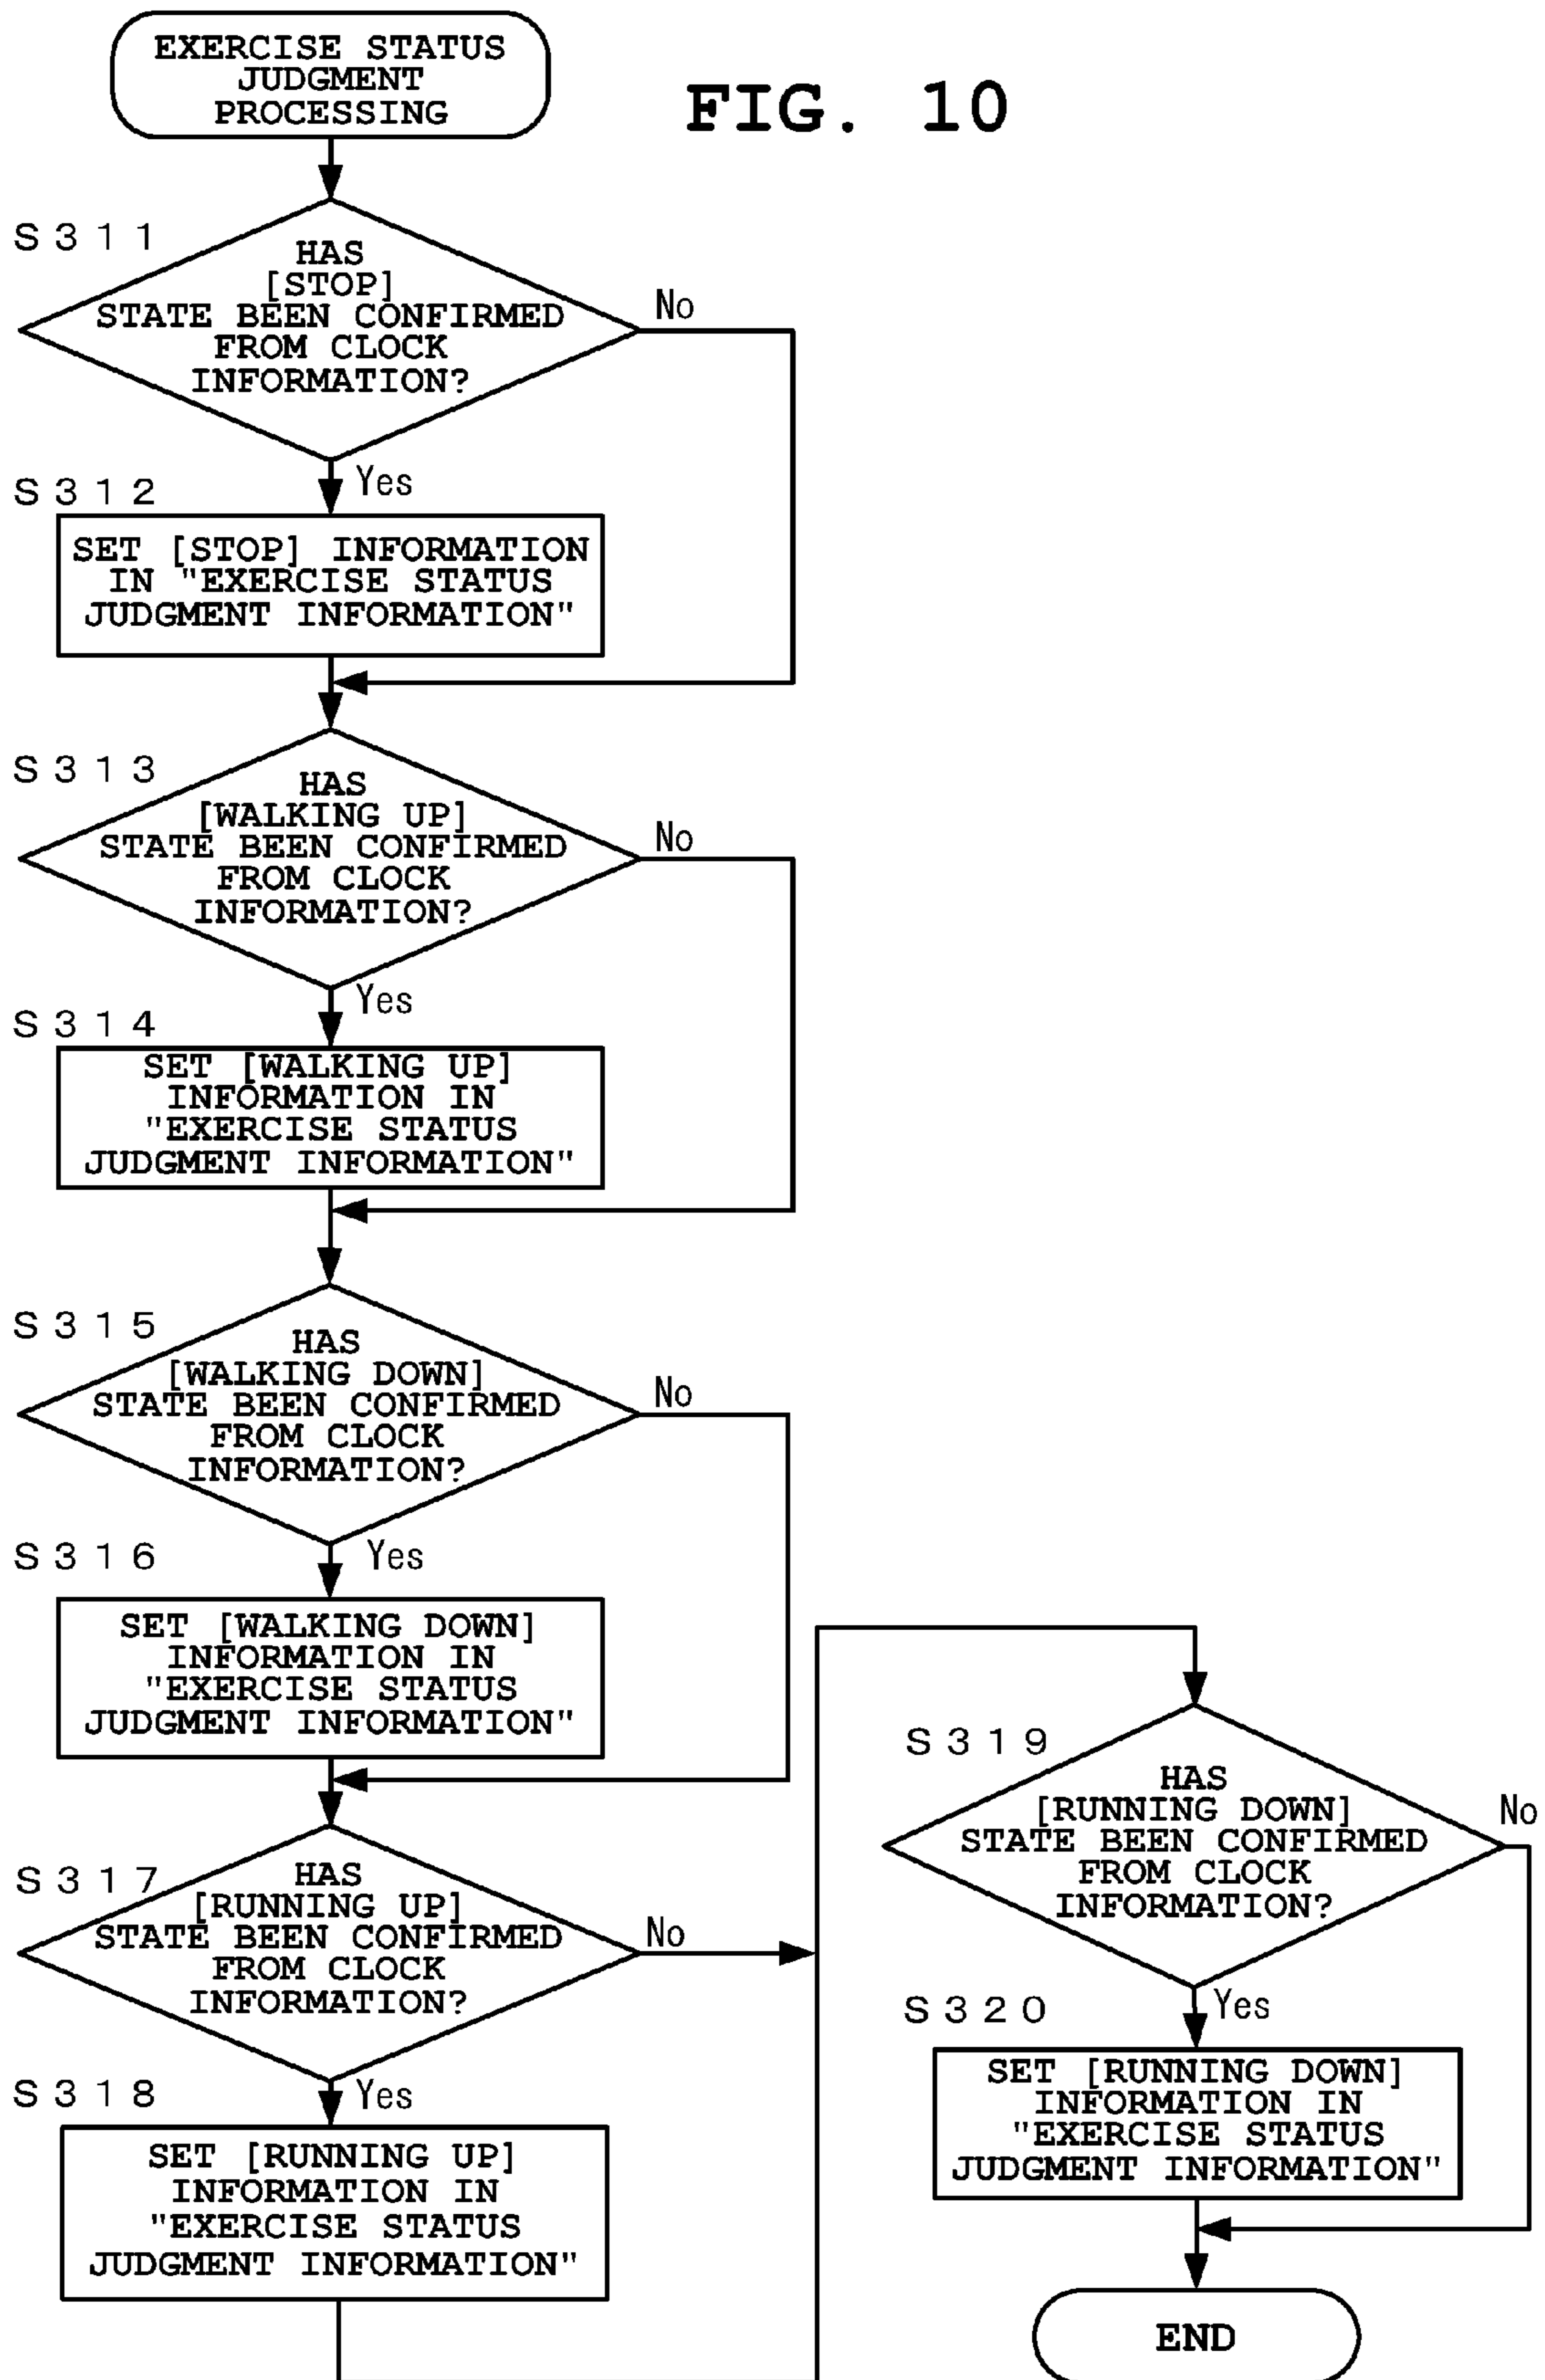 EXERCISE STATUS
JUDGMENT
PROCESSING
FIG. 10
S311
HAS
[STOP]
STATE BEEN CONFIRMED
FROM CLOCK
INFORMATION?
No
Yes
S312
SET [STOP] INFORMATION
IN "EXERCISE STATUS
JUDGMENT INFORMATION"
S313
HAS
[WALKING UP]
STATE BEEN CONFIRMED
FROM CLOCK
INFORMATION?
No
Yes
S314
SET [WALKING UP]
INFORMATION IN
"EXERCISE STATUS
JUDGMENT INFORMATION"
S315
HAS
[WALKING DOWN]
STATE BEEN CONFIRMED
FROM CLOCK
INFORMATION?
No
Yes
S316
SET [WALKING DOWN]
INFORMATION IN
"EXERCISE STATUS
JUDGMENT INFORMATION"
S317
HAS
[RUNNING UP]
STATE BEEN CONFIRMED
FROM CLOCK
INFORMATION?
No
Yes
S318
SET [RUNNING UP]
INFORMATION IN
"EXERCISE STATUS
JUDGMENT INFORMATION"
S319
HAS
[RUNNING DOWN]
STATE BEEN CONFIRMED
FROM CLOCK
INFORMATION?
No
Yes
S320
SET [RUNNING DOWN]
INFORMATION IN
"EXERCISE STATUS
JUDGMENT INFORMATION"
END